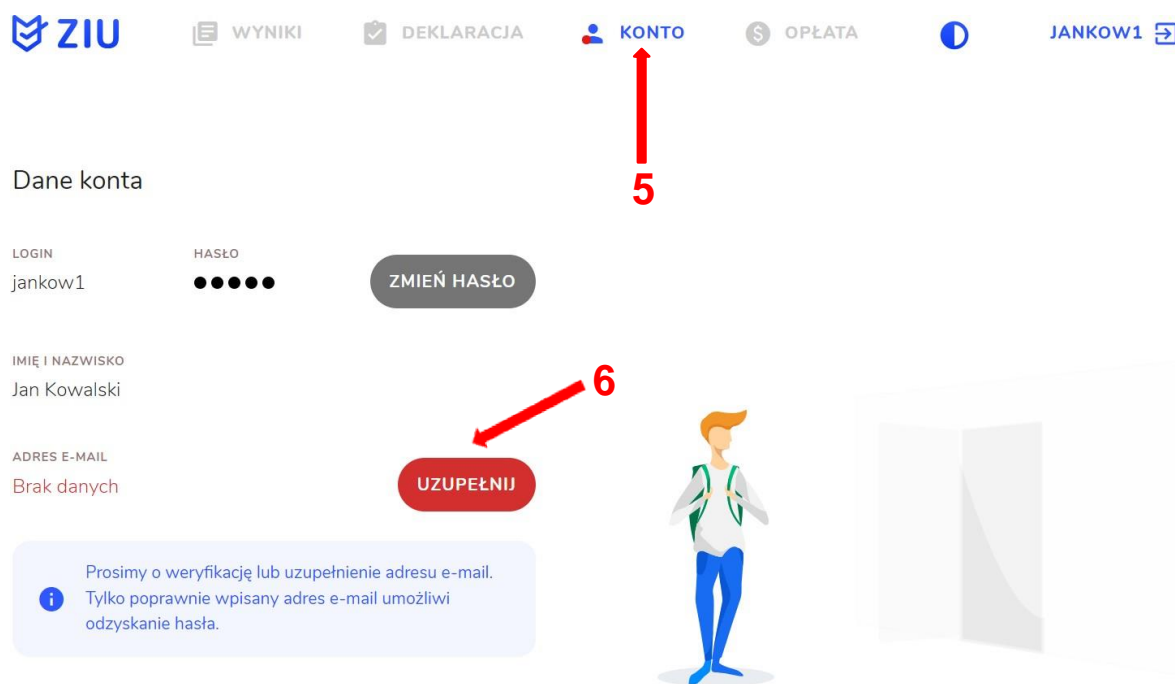 ZIU WYNIKI DEKLARACJA KONTO OPŁATA JANKOW1
5
Dane konta
LOGIN HASŁO
jankow1 ●●●●● ZMIEŃ HASŁO
IMIĘ I NAZWISKO
Jan Kowalski
6
ADRES E-MAIL
Brak danych UZUPEŁNIJ
Prosimy o weryfikację lub uzupełnienie adresu e-mail.
Tylko poprawnie wpisany adres e-mail umożliwi
odzyskanie hasła.